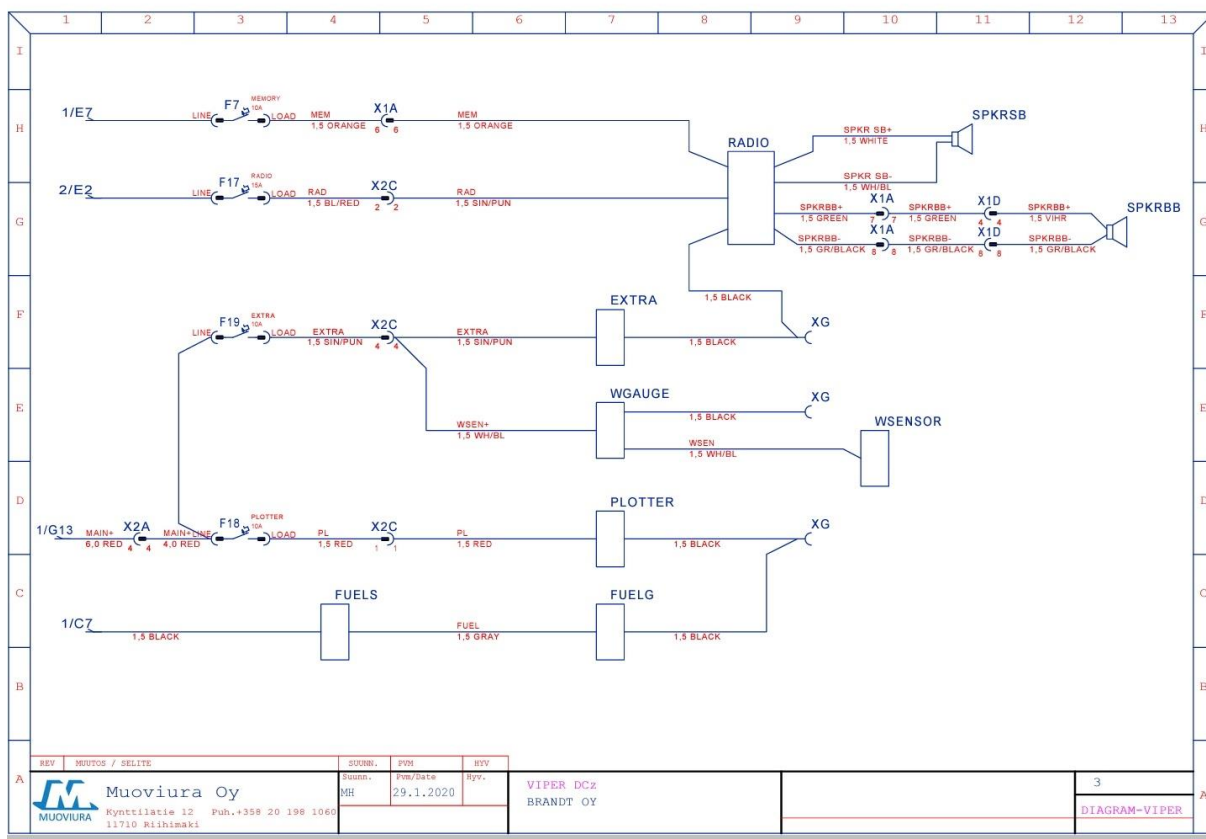 1 2 3 4 5 6 7 8 9 10 11 12 13
I I
H H
G G
F F
E E
D D
C C
B B
A A
1/E7 LINE F7 MEMORY 10A LOAD MEM X1A MEM
1,5 ORANGE 6 6 1,5 ORANGE
RADIO
SPKR SB+ SPKRSB
1,5 WHITE
SPKR SB-
1,5 WH/BL
2/E2 LINE F17 RADIO 15A LOAD RAD X2C RAD
1,5 BL/RED 2 2 1,5 SIN/PUN
SPKRBB+ X1A SPKRBB+ X1D SPKRBB+ SPKRBB
1,5 GREEN 7 7 1,5 GREEN 4 4 1,5 VIHR
SPKRBB- X1A SPKRBB- X1D SPKRBB-
1,5 GR/BLACK 8 8 1,5 GR/BLACK 8 8 1,5 GR/BLACK
1,5 BLACK
LINE F19 EXTRA 10A LOAD EXTRA X2C EXTRA EXTRA XG
1,5 SIN/PUN 4 4 1,5 SIN/PUN 1,5 BLACK
WGAUGE XG
1,5 BLACK
WSEN+ WSEN WSENSOR
1,5 WH/BL 1,5 WH/BL
1/G13 MAIN+ X2A MAIN+ LINE F18 PLOTTER 10A LOAD PL X2C PL PLOTTER XG
6,0 RED 4 4 4,0 RED 1,5 RED 1 1 1,5 RED 1,5 BLACK
1/C7 FUELS FUEL FUELG
1,5 BLACK 1,5 GRAY 1,5 BLACK
REV MUUTOS / SELITE SUUNN. PVM HYV
Suunn. Pvm/Date Hyv.
MH 29.1.2020
MUOVIURA
Muoviura Oy
Kynttilatie 12 Puh.+358 20 198 1060
11710 Riihimaki
VIPER DCz
BRANDT OY
3
DIAGRAM-VIPER